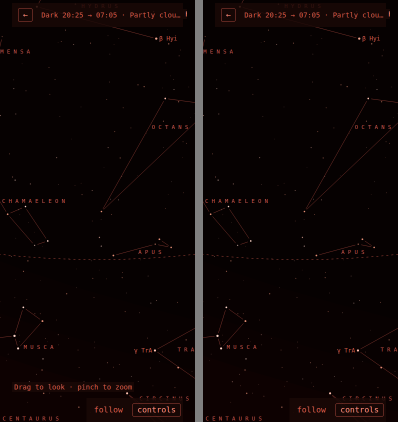 ← Dark 20:25 → 07:05 · Partly clou…
β Hyi
MENSA
OCTANS
CHAMAELEON
APUS
MUSCA
γ TrA TRA
Drag to look · pinch to zoom
CIRCINUS
follow controls
CENTAURUS
← Dark 20:25 → 07:05 · Partly clou…
β Hyi
MENSA
OCTANS
CHAMAELEON
APUS
MUSCA
γ TrA TRA
CIRCINUS
follow controls
CENTAURUS